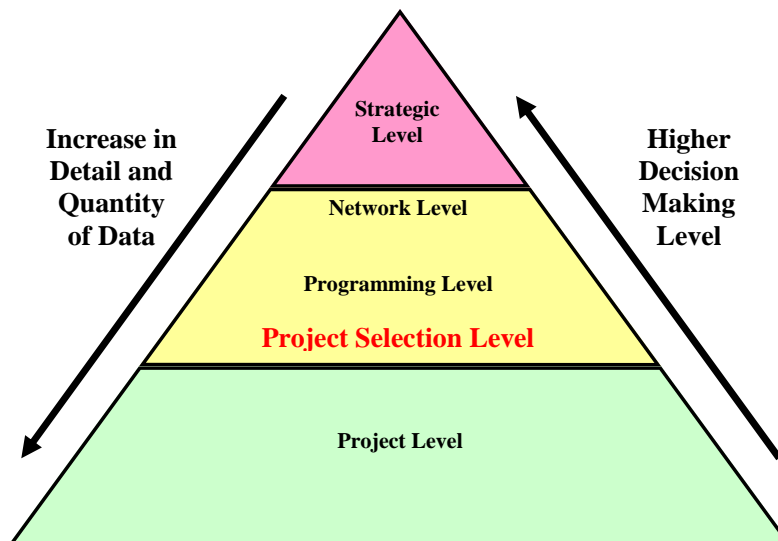 Strategic
Level
Increase in
Detail and
Quantity
of Data
Higher
Decision
Making
Level
Network Level
Programming Level
Project Selection Level
Project Level